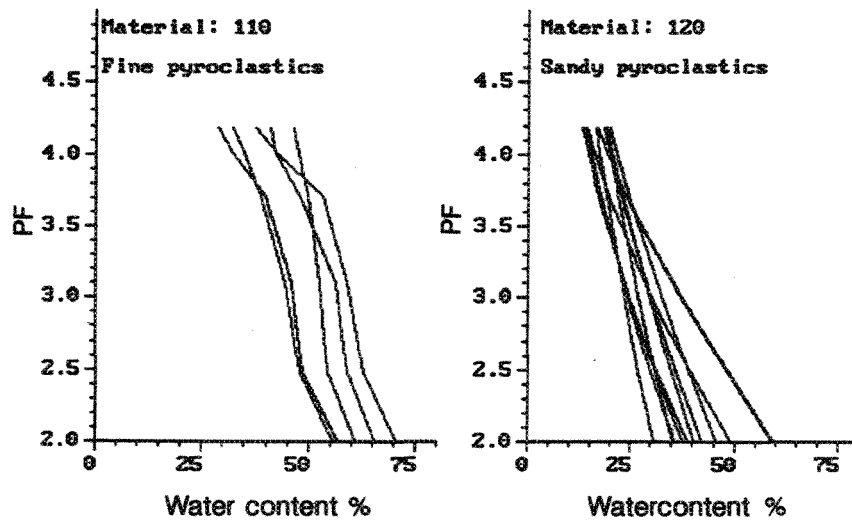 Material: 110
Fine pyroclastics
4.5
4.0
3.5
3.0
2.5
2.0
PF
0 25 50 75
Water content %
Material: 120
Sandy pyroclastics
4.5
4.0
3.5
3.0
2.5
2.0
PF
0 25 50 75
Watercontent %